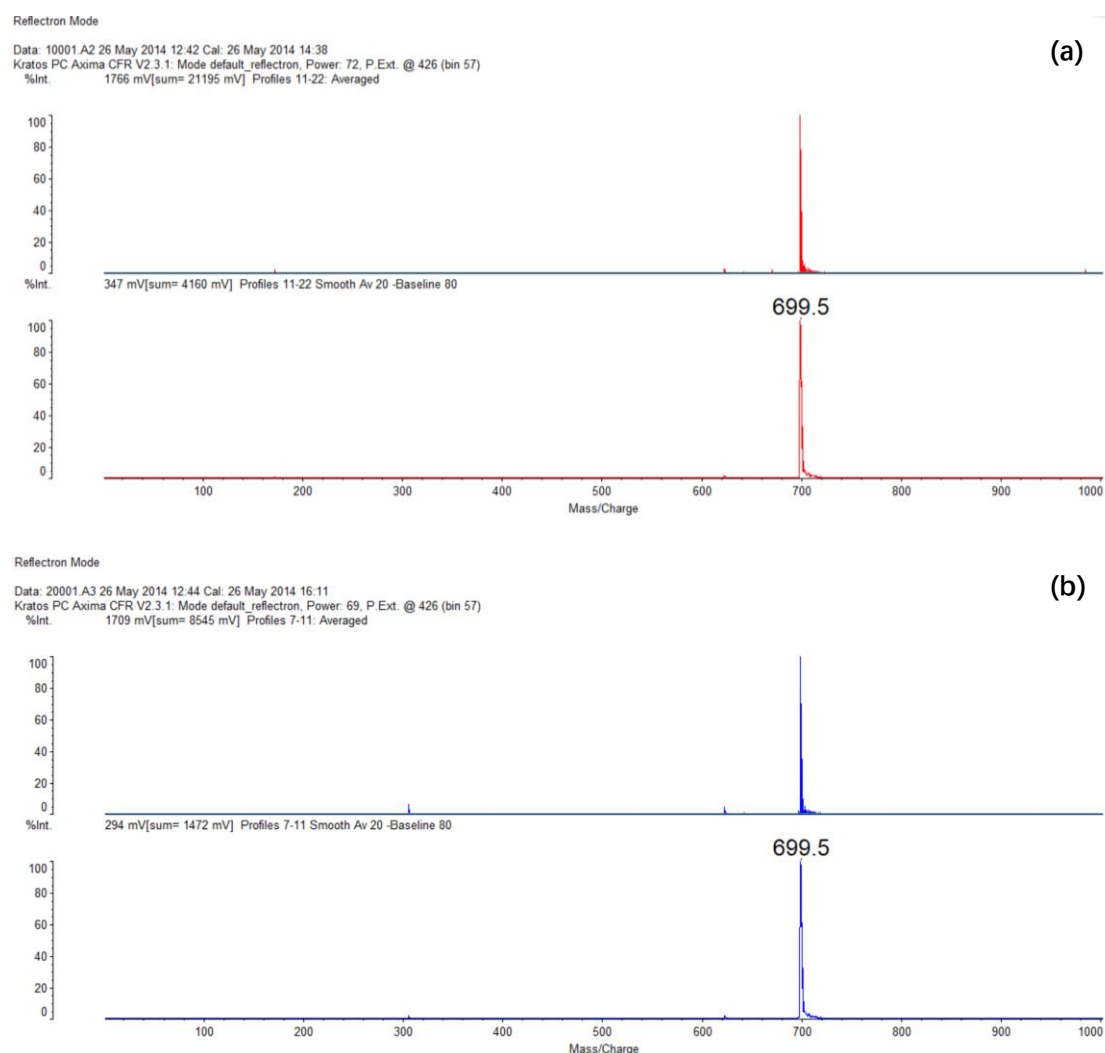 Reflectron Mode
(a)
Data: 10001.A2 26 May 2014 12:42 Cal: 26 May 2014 14:38
Kratos PC Axima CFR V2.3.1: Mode default_reflectron, Power: 72, P.Ext. @ 426 (bin 57)
%Int. 1766 mV[sum= 21195 mV] Profiles 11-22: Averaged
100
80
60
40
20
0
%Int. 347 mV[sum= 4160 mV] Profiles 11-22 Smooth Av 20 -Baseline 80
699.5
100
80
60
40
20
0
100 200 300 400 500 600 700 800 900 1000
Mass/Charge
Reflectron Mode
(b)
Data: 20001.A3 26 May 2014 12:44 Cal: 26 May 2014 16:11
Kratos PC Axima CFR V2.3.1: Mode default_reflectron, Power: 69, P.Ext. @ 426 (bin 57)
%Int. 1709 mV[sum= 8545 mV] Profiles 7-11: Averaged
100
80
60
40
20
0
%Int. 294 mV[sum= 1472 mV] Profiles 7-11 Smooth Av 20 -Baseline 80
699.5
100
80
60
40
20
0
100 200 300 400 500 600 700 800 900 1000
Mass/Charge